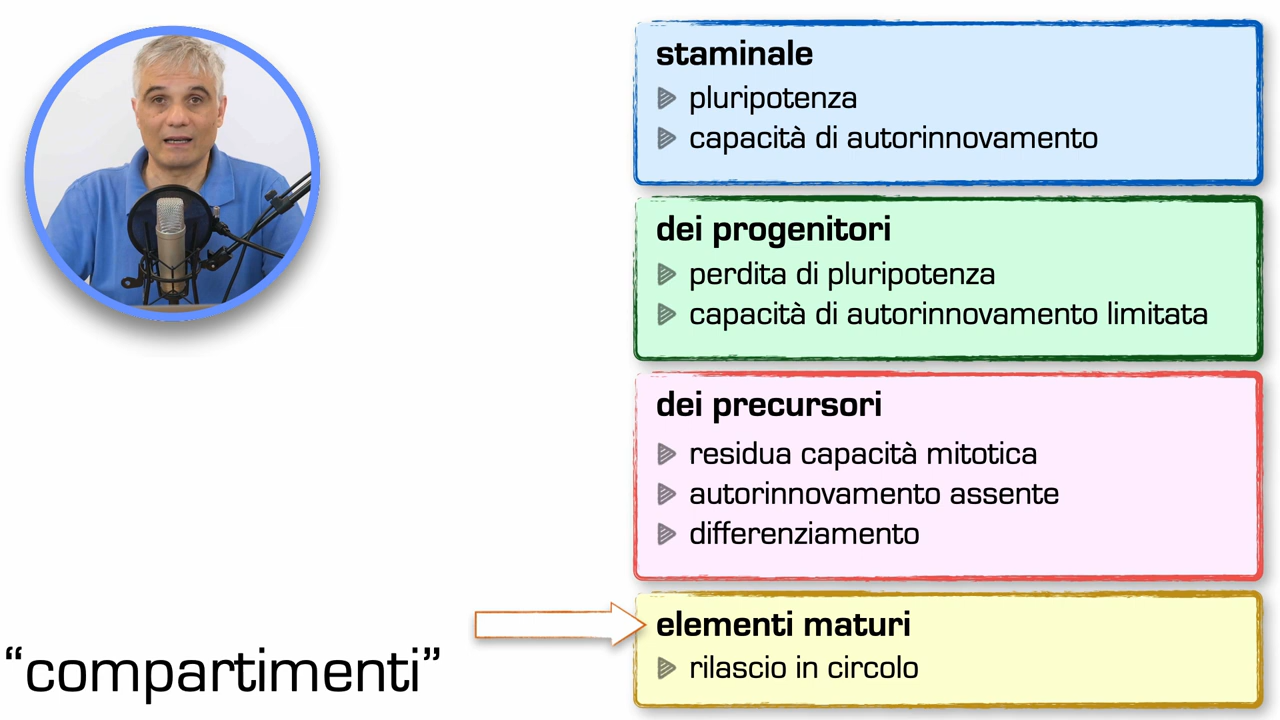 staminale
pluripotenza
capacità di autorinnovamento
dei progenitori
perdita di pluripotenza
capacità di autorinnovamento limitata
dei precursori
residua capacità mitotica
autorinnovamento assente
differenziamento
elementi maturi
rilascio in circolo
“compartimenti”